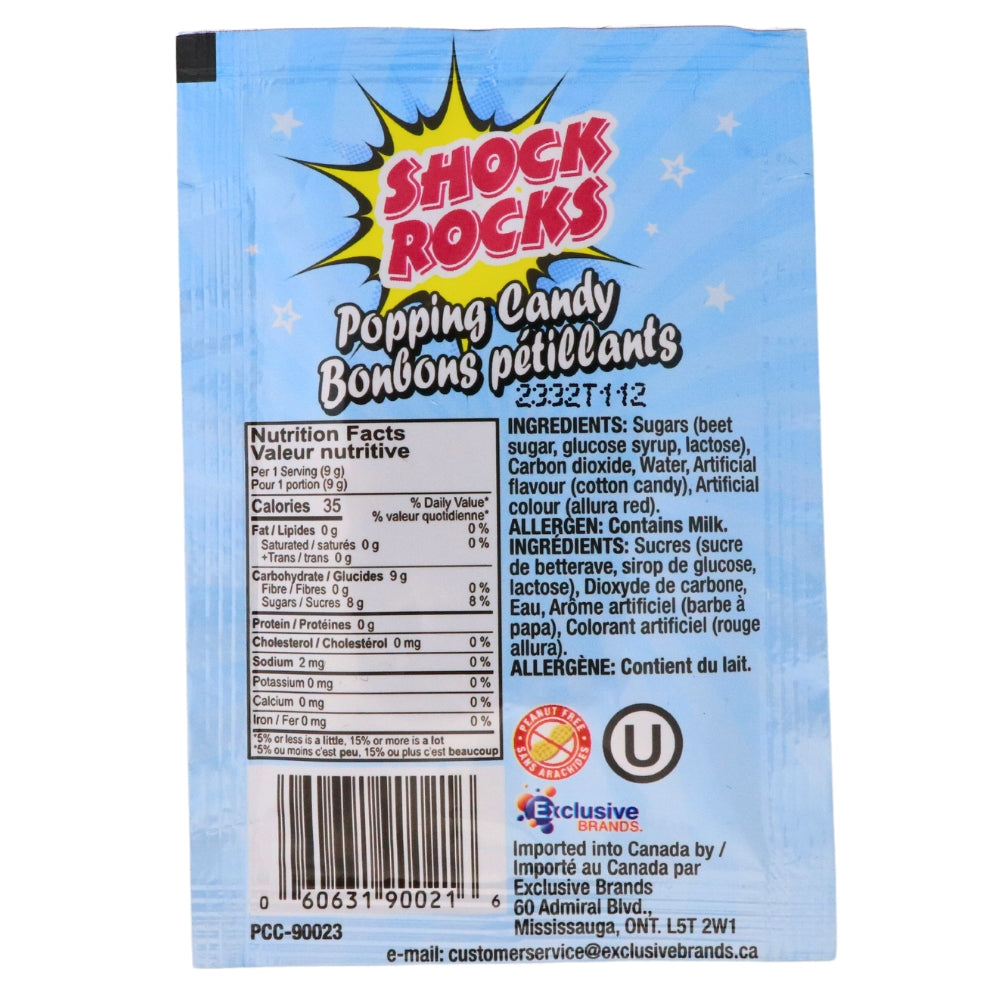 SHOCK
ROCKS
Popping Candy
Bonbons pétillants
2332T112
Nutrition Facts
Valeur nutritive
Per 1 Serving (9 g)
Pour 1 portion (9 g)
Calories 35
% Daily Value*
% valeur quotidienne*
Fat / Lipides 0 g 0 %
Saturated / saturés 0 g 0 %
+Trans / trans 0 g
Carbohydrate / Glucides 9 g
Fibre / Fibres 0 g 0 %
Sugars / Sucres 8 g 8 %
Protein / Protéines 0 g
Cholesterol / Cholestérol 0 mg 0 %
Sodium 2 mg 0 %
Potassium 0 mg 0 %
Calcium 0 mg 0 %
Iron / Fer 0 mg 0 %
*5% or less is a little, 15% or more is a lot
*5% ou moins c'est peu, 15% ou plus c'est beaucoup
INGREDIENTS: Sugars (beet
sugar, glucose syrup, lactose),
Carbon dioxide, Water, Artificial
flavour (cotton candy), Artificial
colour (allura red).
ALLERGEN: Contains Milk.
INGRÉDIENTS: Sucres (sucre
de betterave, sirop de glucose,
lactose), Dioxyde de carbone,
Eau, Arôme artificiel (barbe à
papa), Colorant artificiel (rouge
allura).
ALLERGÈNE: Contient du lait.
PEANUT FREE
SANS ARACHIDES
U
Exclusive
BRANDS.
Imported into Canada by /
Importé au Canada par
Exclusive Brands
60 Admiral Blvd.,
Mississauga, ONT. L5T 2W1
0 60631 90021 6
PCC-90023
e-mail: customerservice@exclusivebrands.ca